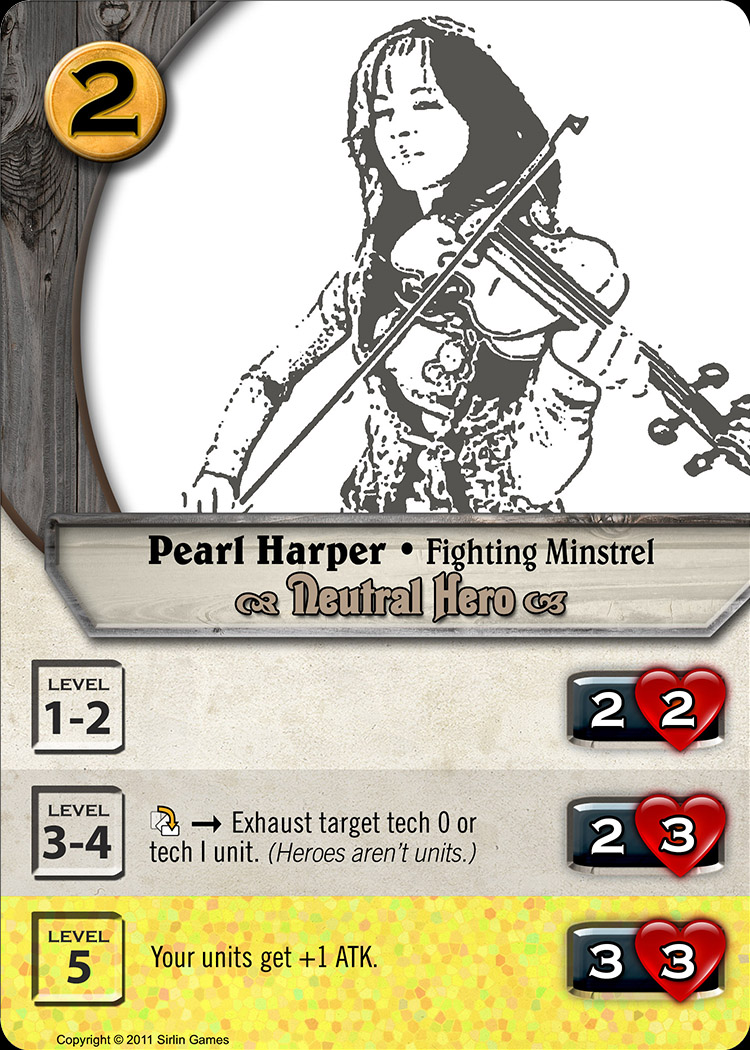 2
Pearl Harper • Fighting Minstrel
Neutral Hero
LEVEL
1-2
2 2
LEVEL
3-4
→ Exhaust target tech 0 or
tech I unit. (Heroes aren't units.)
2 3
LEVEL
5
Your units get +1 ATK.
3 3
Copyright © 2011 Sirlin Games